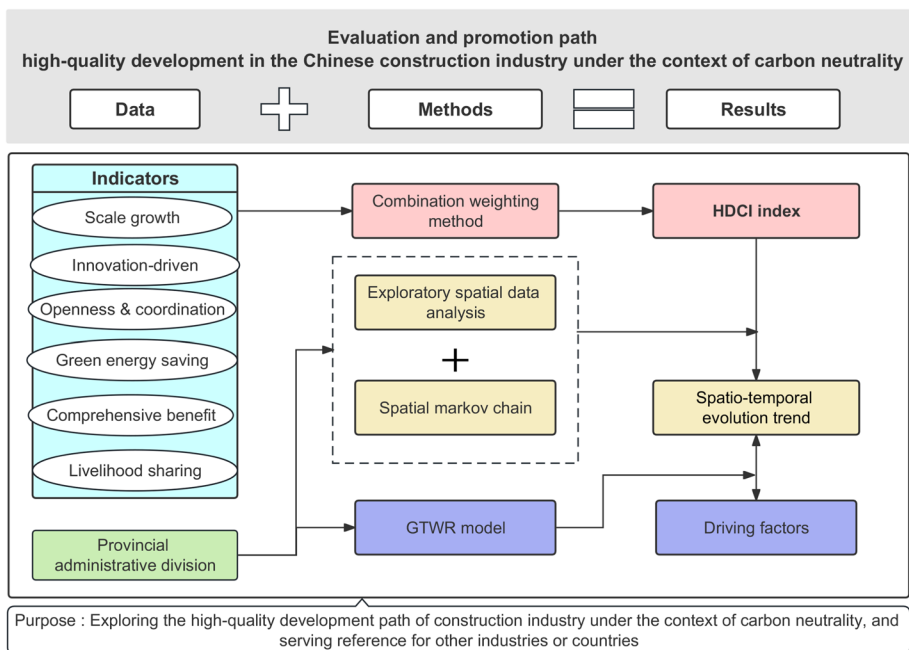 Evaluation and promotion path
high-quality development in the Chinese construction industry under the context of carbon neutrality
Data
Methods
Results
Indicators
Scale growth
Innovation-driven
Openness & coordination
Green energy saving
Comprehensive benefit
Livelihood sharing
Provincial
administrative division
Combination weighting
method
Exploratory spatial data
analysis
+
Spatial markov chain
GTWR model
HDCI index
Spatio-temporal
evolution trend
Driving factors
Purpose : Exploring the high-quality development path of construction industry under the context of carbon neutrality, and
serving reference for other industries or countries